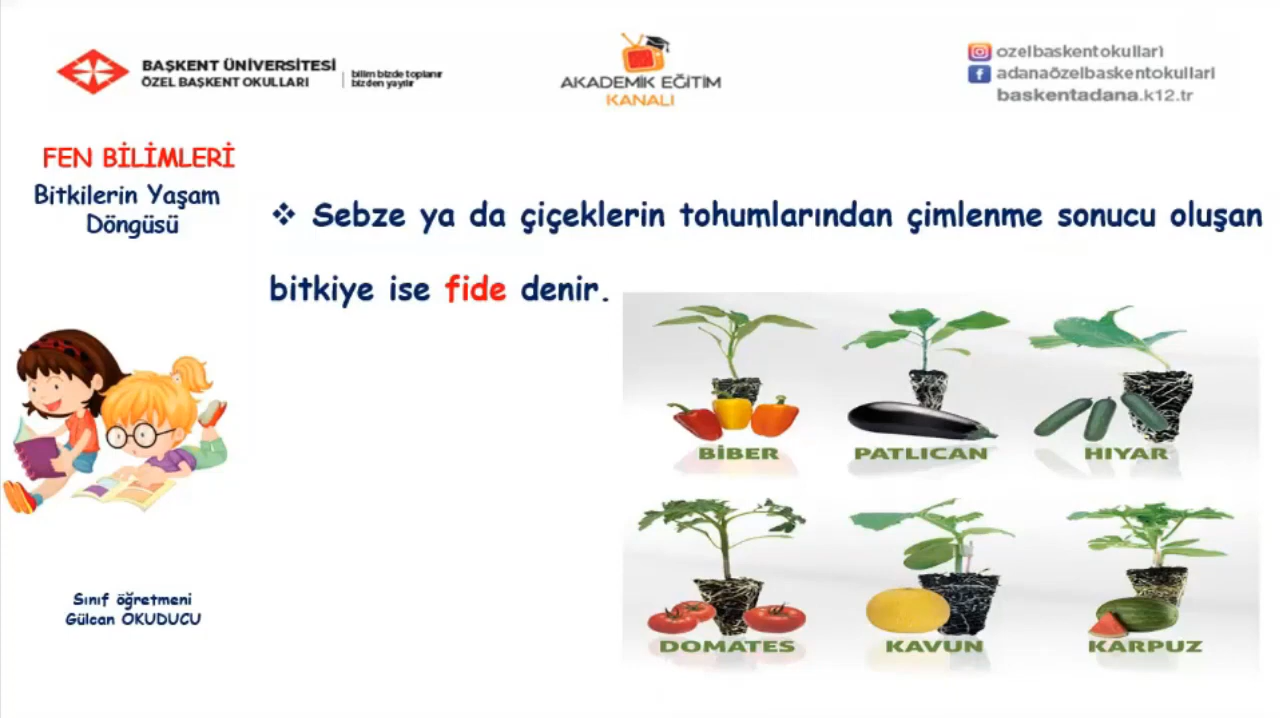 BAŞKENT ÜNİVERSİTESİ
ÖZEL BAŞKENT OKULLARI
bilim bizde toplanır
bizden yayılır
AKADEMİK EĞİTİM
KANALI
ozelbaskentokullari
adanaözelbaskentokullari
baskentadana.k12.tr
FEN BİLİMLERİ
Bitkilerin Yaşam
Döngüsü
❖ Sebze ya da çiçeklerin tohumlarından çimlenme sonucu oluşan
bitkiye ise fide denir.
BİBER PATLICAN HIYAR
DOMATES KAVUN KARPUZ
Sınıf öğretmeni
Gülcan OKUDUCU